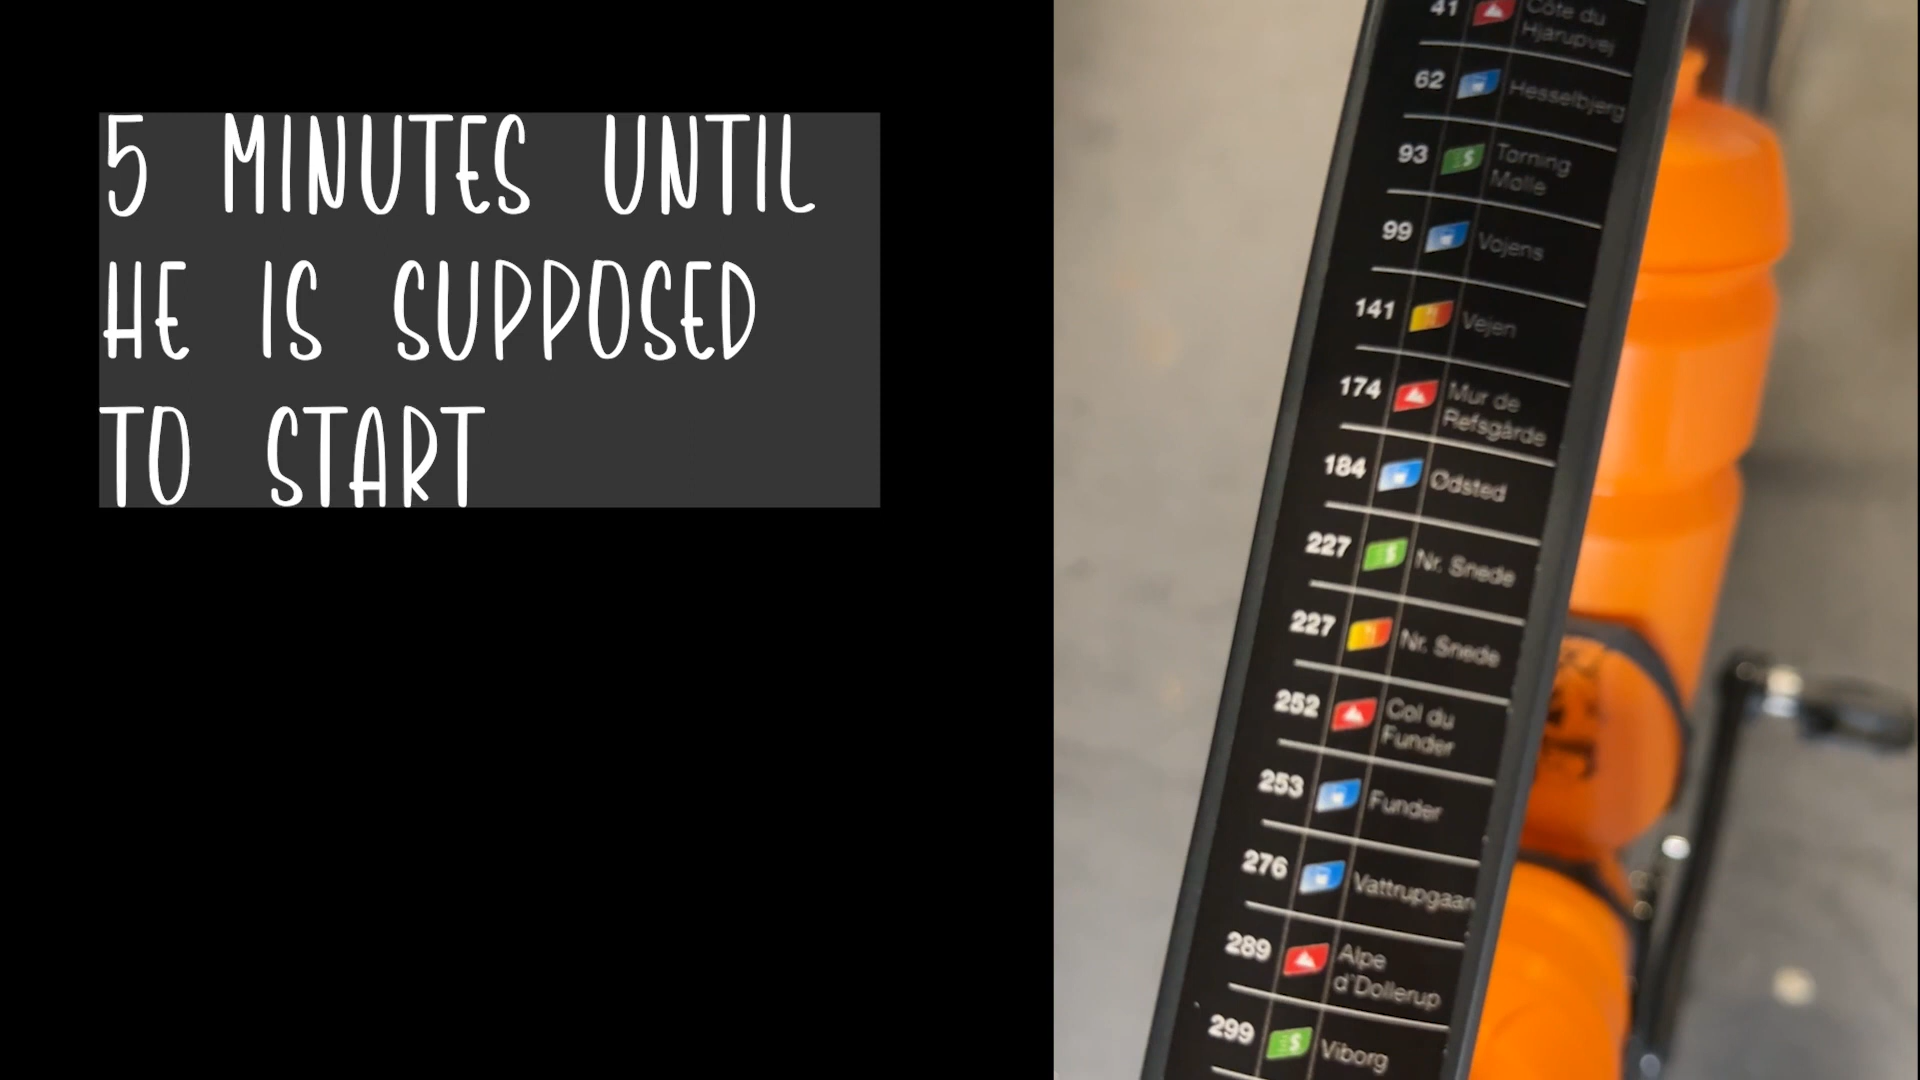 5 MINUTES UNTIL
HE IS SUPPOSED
TO START
41 Côte du
Hjarupvej
62 Hesselbjerg
93 S Tørning
Mølle
99 Vojens
141 Vejen
174 Mur de
Refsgårde
184 Ødsted
227 S Nr. Snede
227 Nr. Snede
252 Col du
Funder
253 Funder
276 Vattrupgaar
289 Alpe
d'Dollerup
299 S Viborg